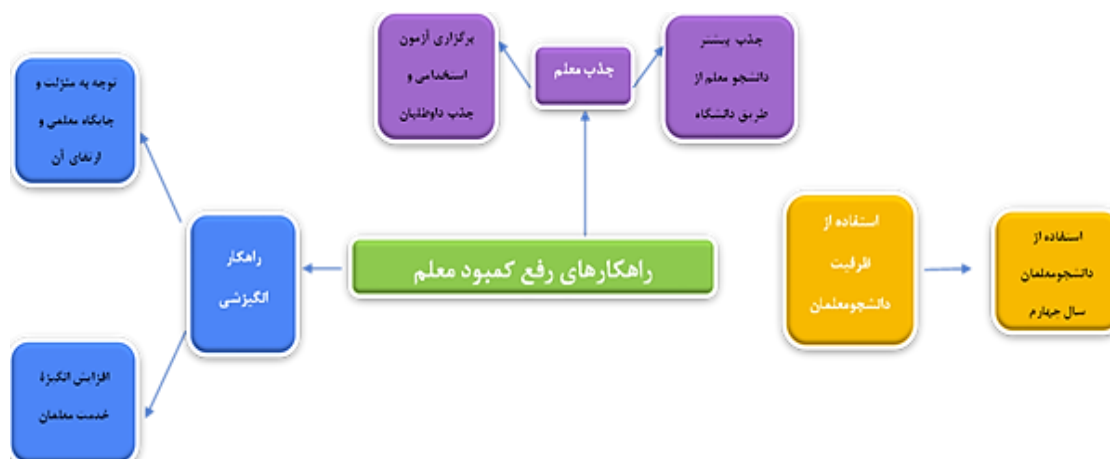 جذب بیشتر
دانشجو معلم از
طریق دانشگاه
جذب معلم
برگزاری آزمون
استخدامی و
جذب داوطلبان
توجه به منزلت و
جایگاه معلمی و
ارتقای آن
استفاده از
دانشجومعلمان
سال چهارم
استفاده از
ظرفیت
دانشجومعلمان
راهکارهای رفع کمبود معلم
راهکار
انگیزشی
افزایش انگیزهٔ
خدمت معلمان